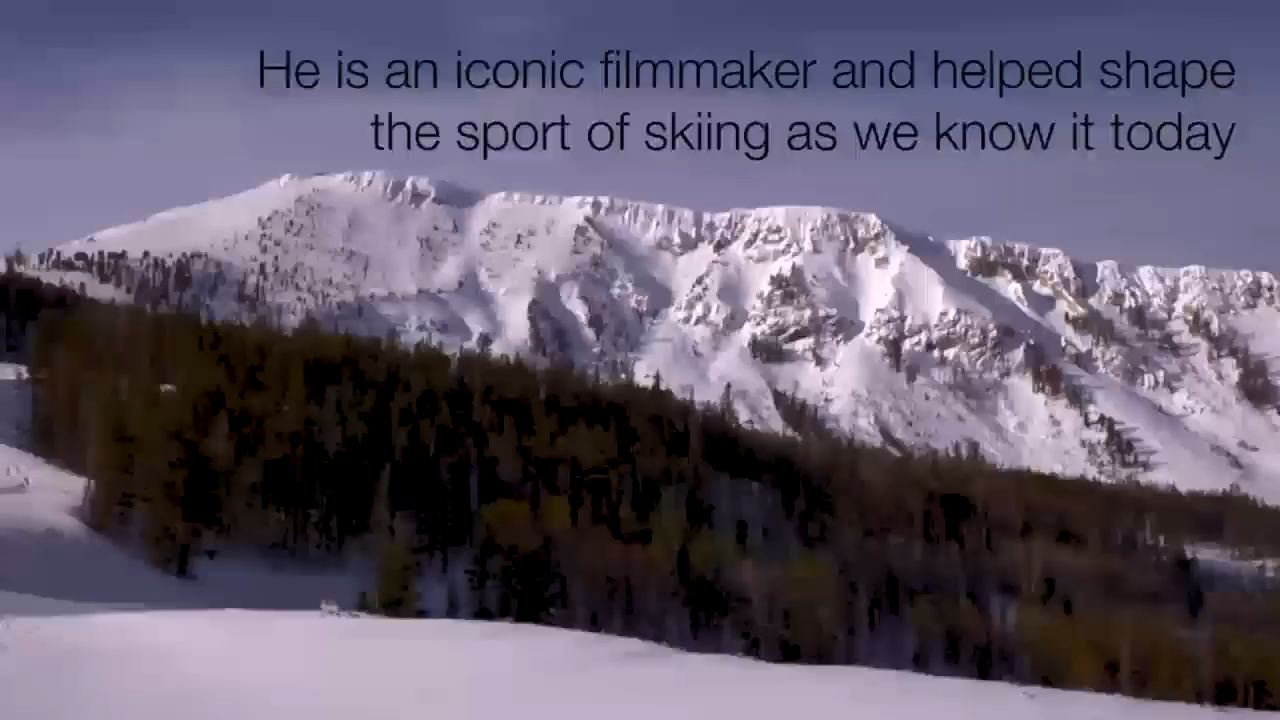 He is an iconic filmmaker and helped shape
the sport of skiing as we know it today